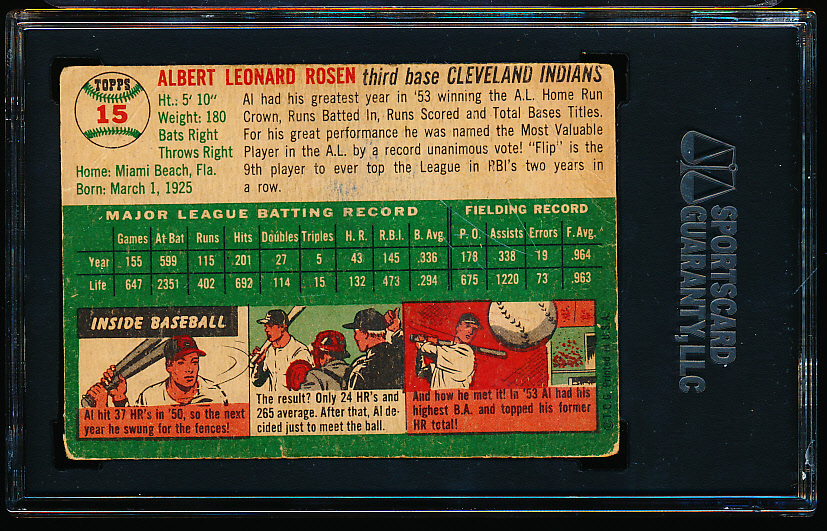 TOPPS
15
ALBERT LEONARD ROSEN third base CLEVELAND INDIANS
Ht.: 5' 10"
Weight: 180
Bats Right
Throws Right
Home: Miami Beach, Fla.
Born: March 1, 1925
Al had his greatest year in '53 winning the A.L. Home Run
Crown, Runs Batted In, Runs Scored and Total Bases Titles.
For his great performance he was named the Most Valuable
Player in the A.L. by a record unanimous vote! "Flip" is the
9th player to ever top the League in RBI's two years in
a row.
MAJOR LEAGUE BATTING RECORD FIELDING RECORD
Games At-Bat Runs Hits Doubles Triples H. R. R.B.I. B. Avg. P. O. Assists Errors F. Avg.
Year 155 599 115 201 27 5 43 145 .336 178 338 19 .964
Life 647 2351 402 692 114 15 132 473 .294 675 1220 73 .963
INSIDE BASEBALL
Al hit 37 HR's in '50, so the next
year he swung for the fences!
The result? Only 24 HR's and
265 average. After that, Al de-
cided just to meet the ball.
And how he met it! In '53 Al had his
highest B.A. and topped his former
HR total!
© T.C.G. Printed in U.S.A.
SPORTSCARD
GUARANTY, LLC